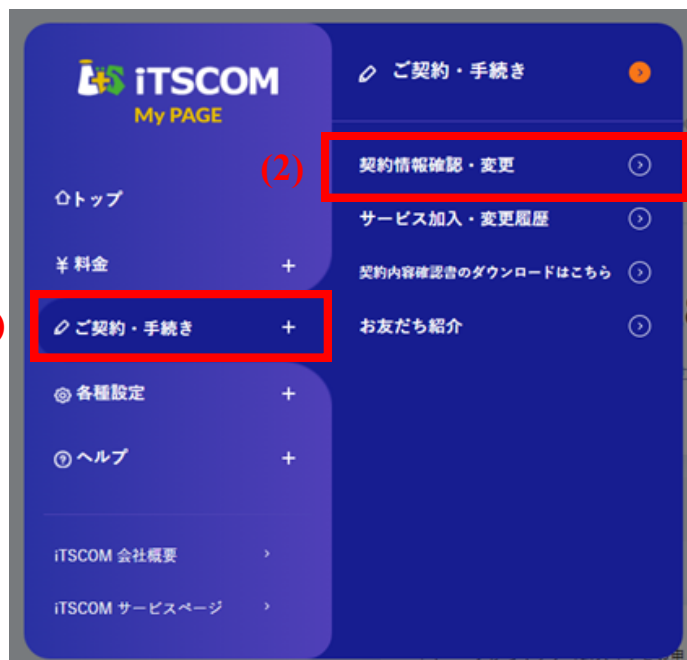 iTSCOM
My PAGE
トップ
¥ 料金 +
ご契約・手続き +
各種設定 +
ヘルプ +
iTSCOM 会社概要 >
iTSCOM サービスページ >
ご契約・手続き
(2)
契約情報確認・変更
サービス加入・変更履歴
契約内容確認書のダウンロードはこちら
お友だち紹介